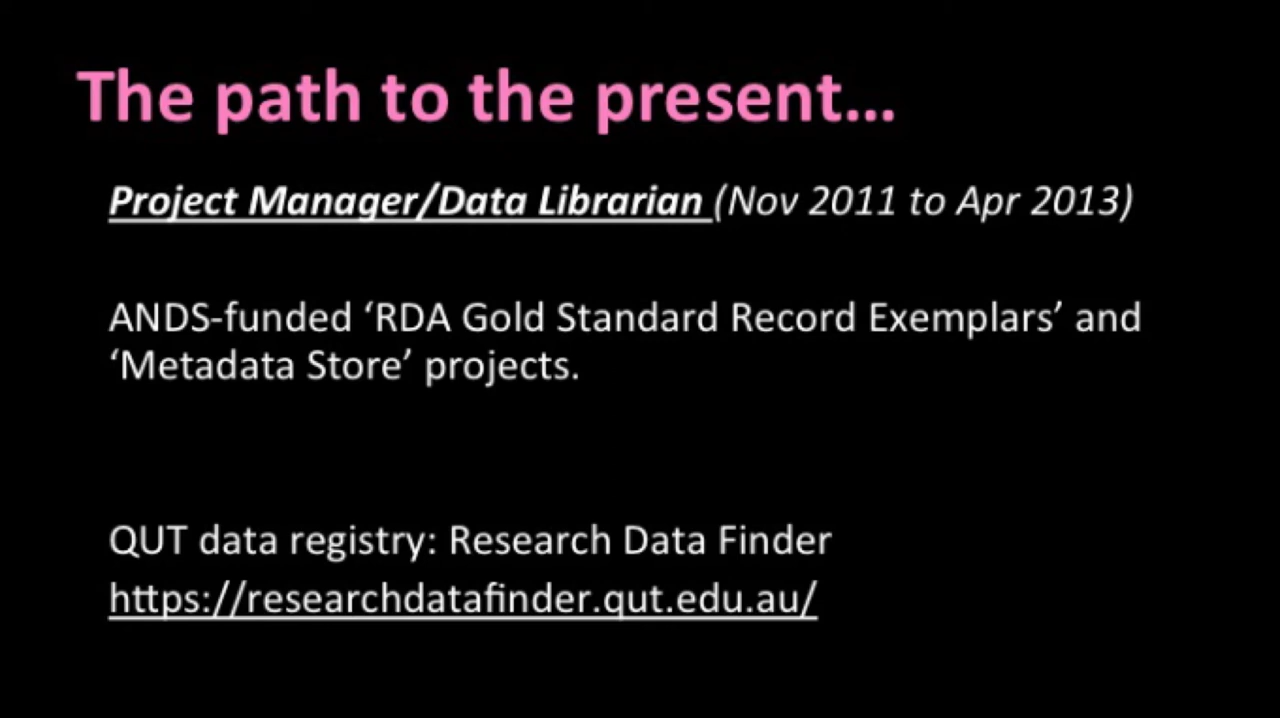 The path to the present...
Project Manager/Data Librarian (Nov 2011 to Apr 2013)
ANDS-funded ‘RDA Gold Standard Record Exemplars’ and
‘Metadata Store’ projects.
QUT data registry: Research Data Finder
https://researchdatafinder.qut.edu.au/